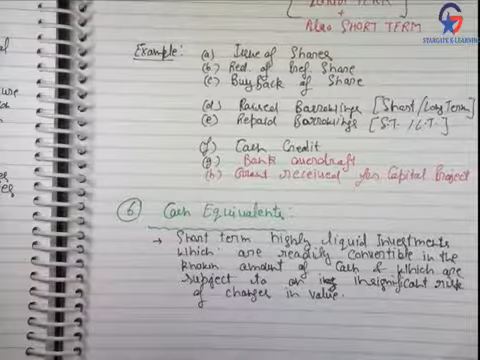 +
Also SHORT TERM
STARGATE E LEARNING
Example: (a) Issue of Shares
(b) Red. of Pref. Share
(c) Buy Back of Share
(d) Raised Borrowings [Short/Long Term]
(e) Repaid Borrowings [S.T./L.T.]
(f) Cash Credit
(g) Bank overdraft
(h) Grant received for Capital Project
⑥ Cash Equivalents:
→ Short term highly liquid Investments
which are readily convertible in the
known amount of Cash & which are
subject to an insignificant risk
of changes in value.